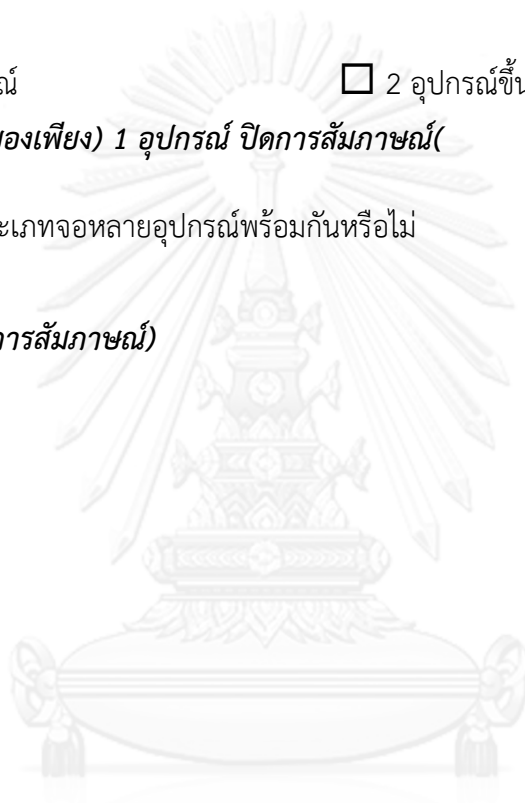 ณ์ ☐ 2 อุปกรณ์ขึ้น
ของเพียง) 1 อุปกรณ์ ปิดการสัมภาษณ์(
ะเภทจอหลายอุปกรณ์พร้อมกันหรือไม่
การสัมภาษณ์)